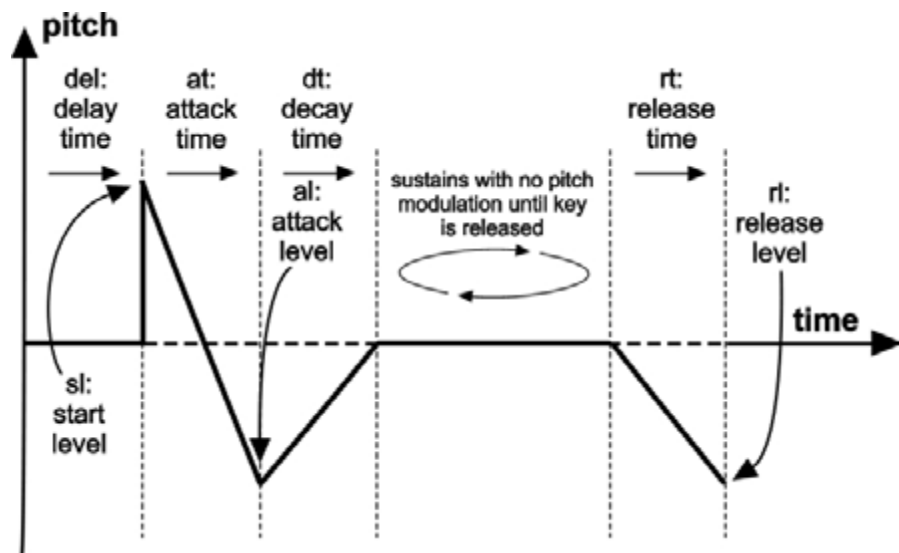 pitch
del:
delay
time
at:
attack
time
dt:
decay
time
rt:
release
time
al:
attack
level
sustains with no pitch
modulation until key
is released
rl:
release
level
time
sl:
start
level